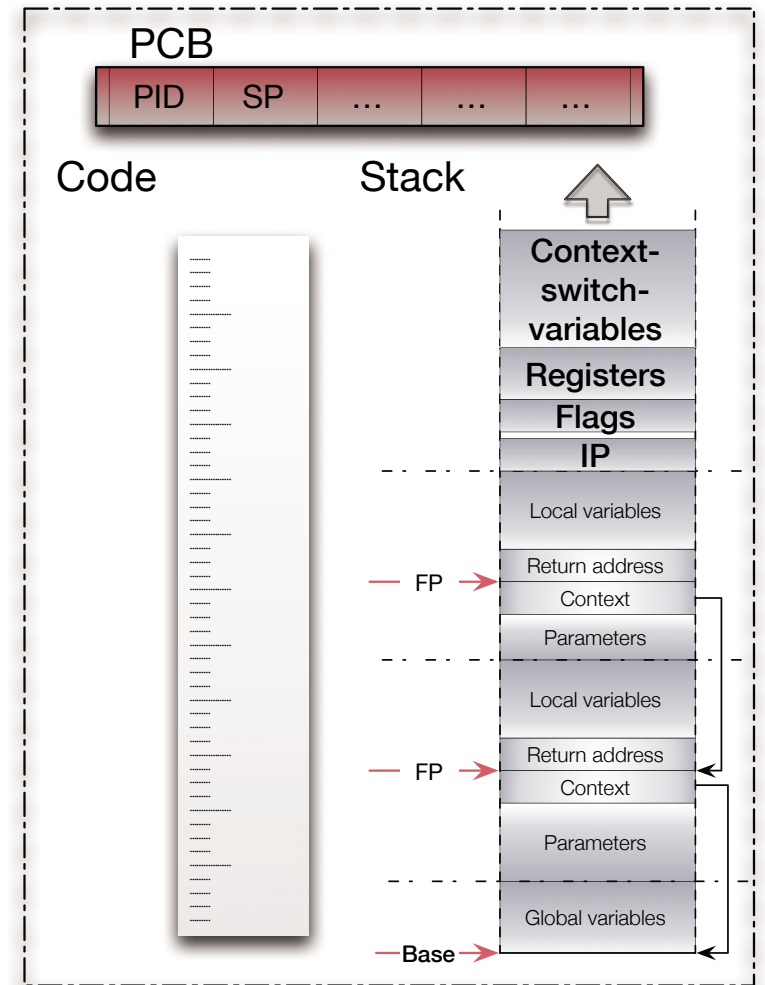 PCB
PID SP ... ... ...
Code
Stack
Context-
switch-
variables
Registers
Flags
IP
Local variables
Return address
FP
Context
Parameters
Local variables
Return address
FP
Context
Parameters
Global variables
Base